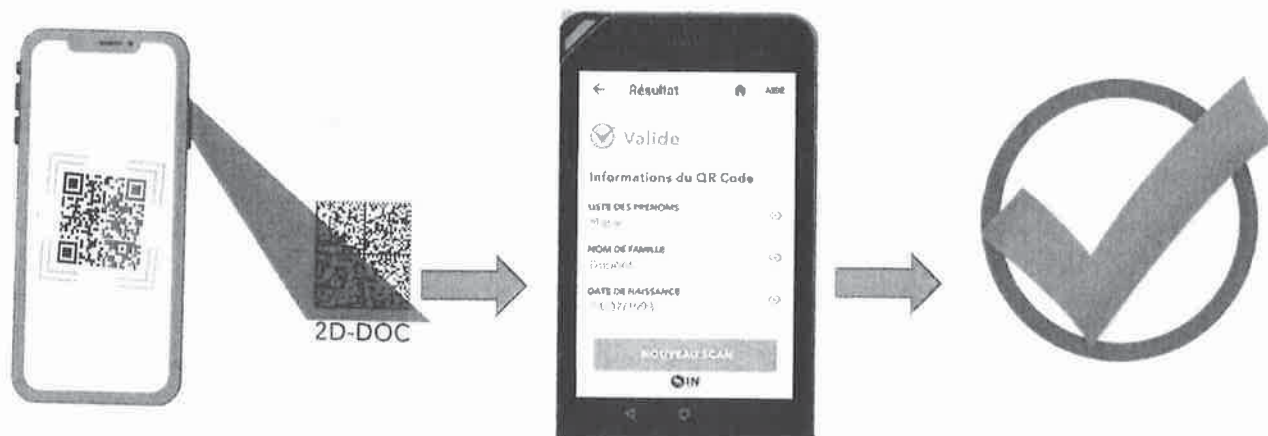 2D-DOC
← Résultat AIDE
Valide
Informations du QR Code
LISTE DES PRÉNOMS
NOM DE FAMILLE
DATE DE NAISSANCE
NOUVEAU SCAN
IN